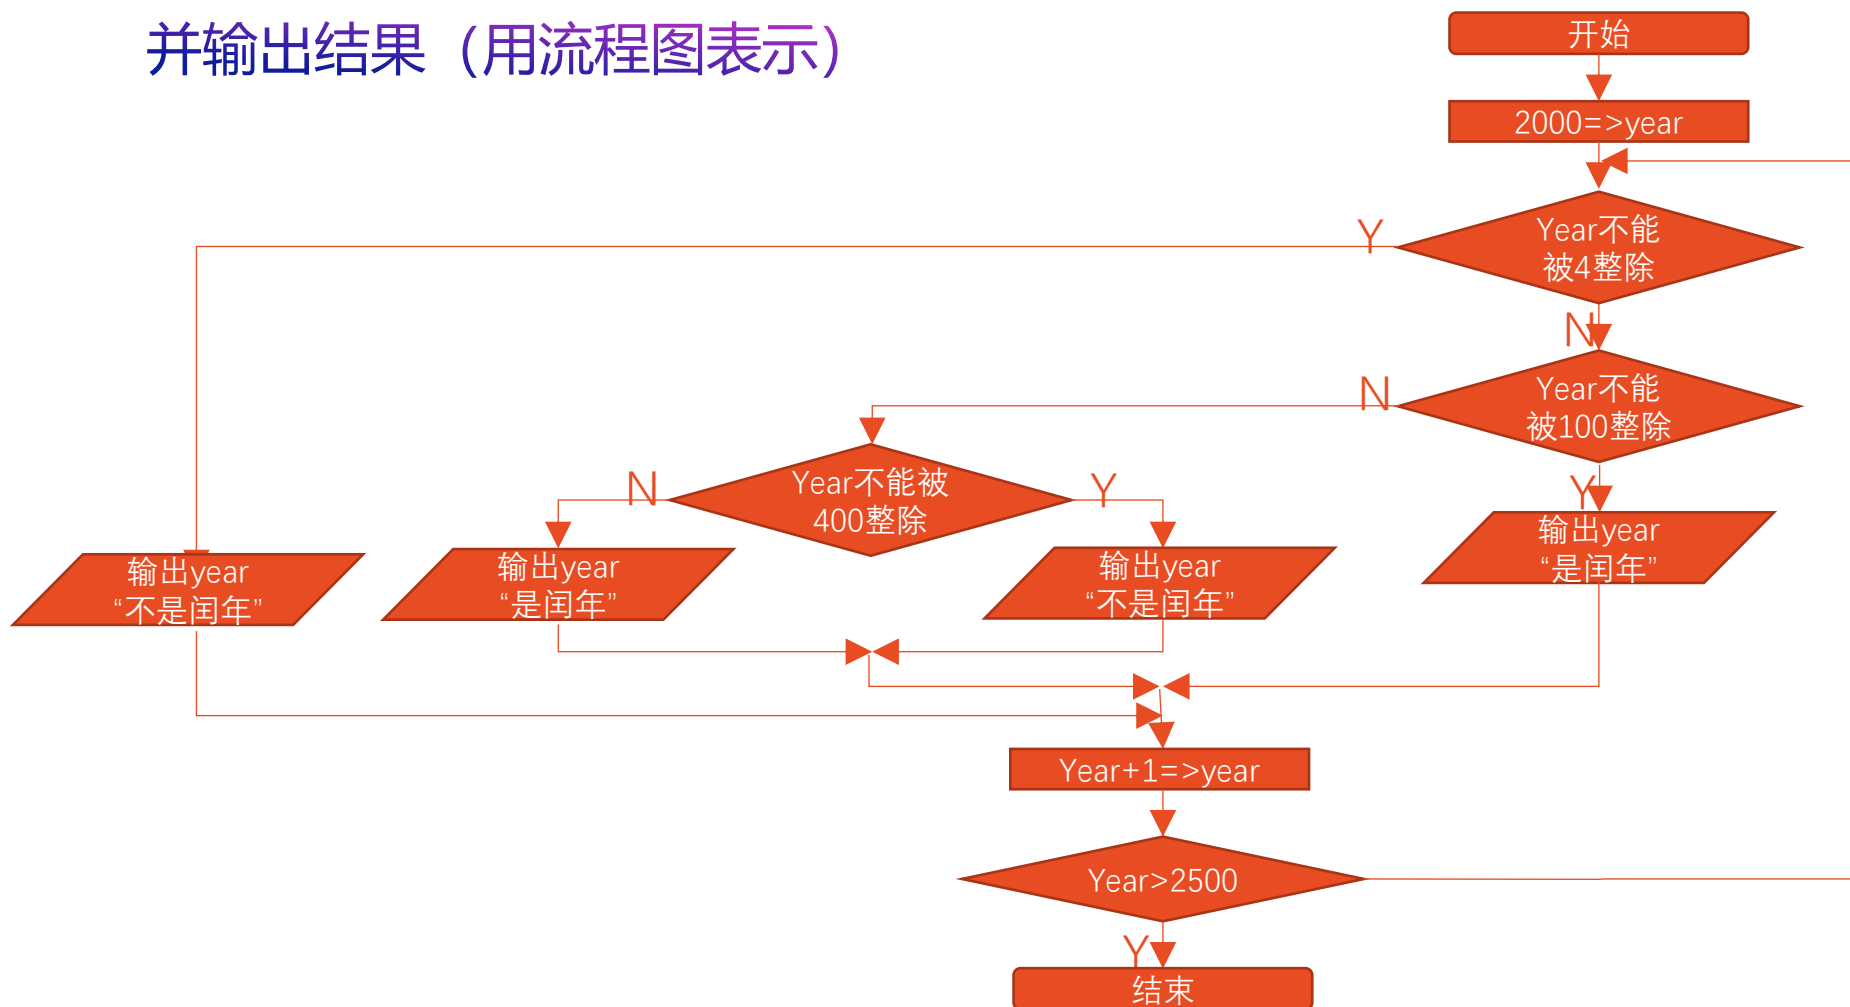 并输出结果（用流程图表示）
开始
2000=>year
Year不能
被4整除
Y
N
Year不能
被100整除
N
Y
Year不能被
400整除
N
Y
输出year
“不是闰年”
输出year
“是闰年”
输出year
“不是闰年”
输出year
“是闰年”
Year+1=>year
Year>2500
Y
结束